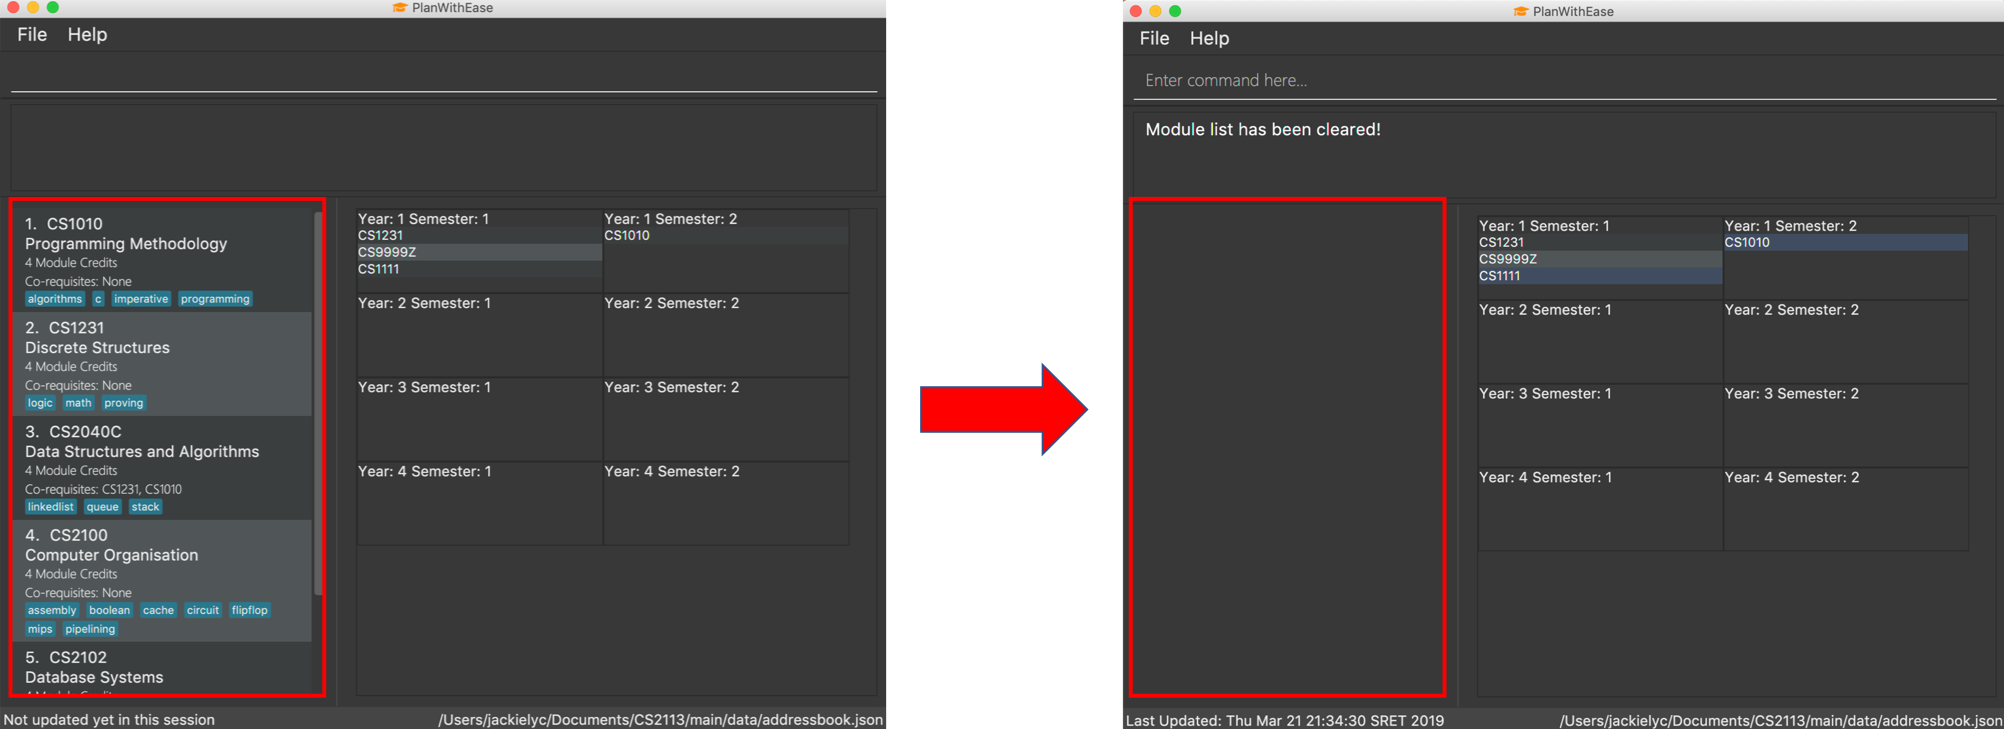 PlanWithEase
File Help
1. CS1010
Programming Methodology
4 Module Credits
Co-requisites: None
algorithms c imperative programming
2. CS1231
Discrete Structures
4 Module Credits
Co-requisites: None
logic math proving
3. CS2040C
Data Structures and Algorithms
4 Module Credits
Co-requisites: CS1231, CS1010
linkedlist queue stack
4. CS2100
Computer Organisation
4 Module Credits
Co-requisites: None
assembly boolean cache circuit flipflop
mips pipelining
5. CS2102
Database Systems
Year: 1 Semester: 1 Year: 1 Semester: 2
CS1231 CS1010
CS9999Z
CS1111
Year: 2 Semester: 1 Year: 2 Semester: 2
Year: 3 Semester: 1 Year: 3 Semester: 2
Year: 4 Semester: 1 Year: 4 Semester: 2
Not updated yet in this session /Users/jackielyc/Documents/CS2113/main/data/addressbook.json
PlanWithEase
File Help
Enter command here...
Module list has been cleared!
Year: 1 Semester: 1 Year: 1 Semester: 2
CS1231 CS1010
CS9999Z
CS1111
Year: 2 Semester: 1 Year: 2 Semester: 2
Year: 3 Semester: 1 Year: 3 Semester: 2
Year: 4 Semester: 1 Year: 4 Semester: 2
Last Updated: Thu Mar 21 21:34:30 SRET 2019 /Users/jackielyc/Documents/CS2113/main/data/addressbook.json